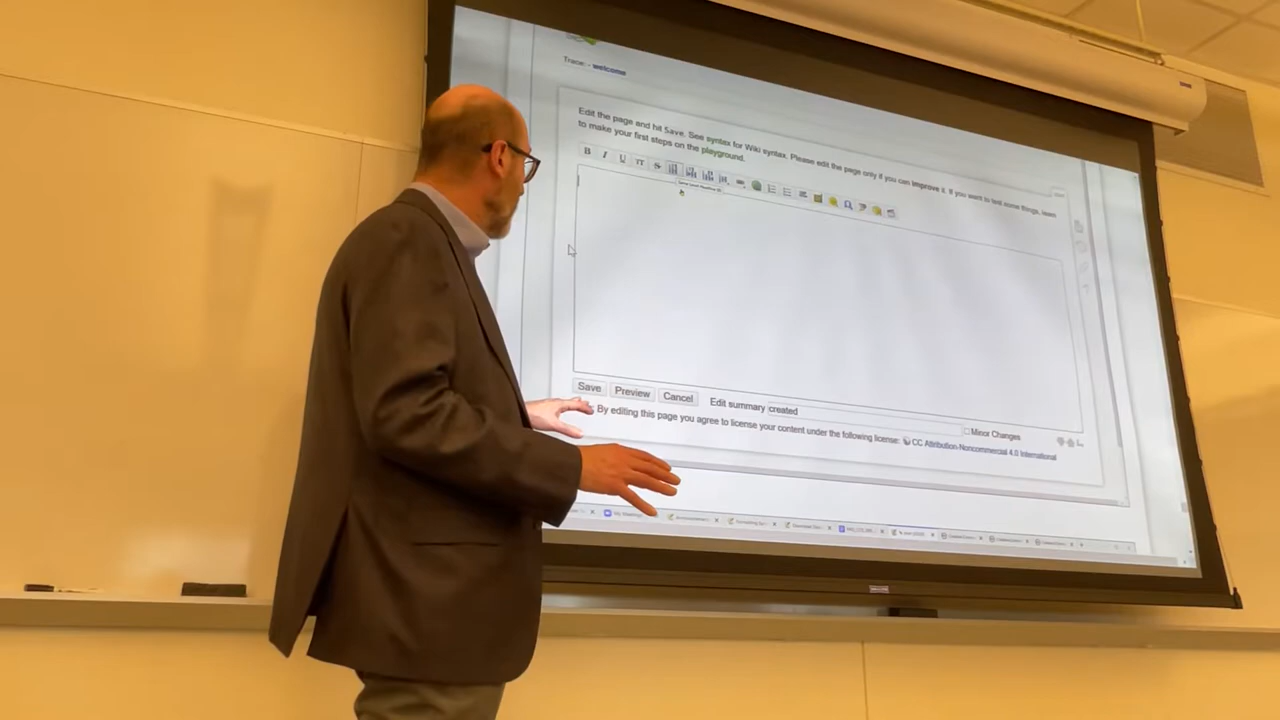 Trace: • welcome
Edit the page and hit Save. See syntax for Wiki syntax. Please edit the page only if you can improve it. If you want to test some things, learn
to make your first steps on the playground.
B I U TT S
Save Preview Cancel Edit summary created
Minor Changes
By editing this page you agree to license your content under the following license: CC Attribution-Noncommercial 4.0 International
My Meetings